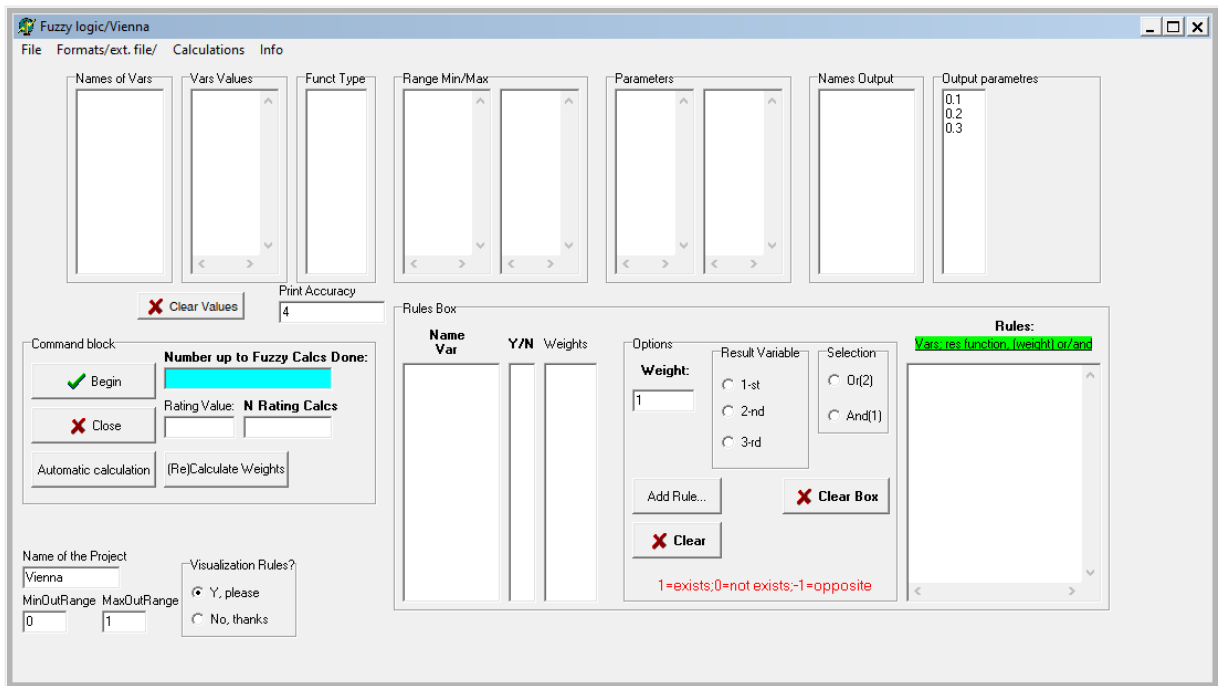 Fuzzy logic/Vienna
File Formats/ext. file/ Calculations Info
Names of Vars Vars Values Funct Type Range Min/Max Parameters Names Output Output parametres
0.1
0.2
0.3
Clear Values
Print Accuracy
4
Command block
Number up to Fuzzy Calcs Done:
Begin
Rating Value: N Rating Calcs
Close
Automatic calculation (Re)Calculate Weights
Name of the Project
Vienna
MinOutRange MaxOutRange
0 1
Visualization Rules?
Y, please
No, thanks
Rules Box
Name
Var
Y/N Weights
Options
Weight:
1
Result Variable
1-st
2-nd
3-rd
Selection
Or(2)
And(1)
Add Rule...
Clear Box
Clear
1=exists;0=not exists;-1=opposite
Rules:
Vars; res function, (weight) or/and